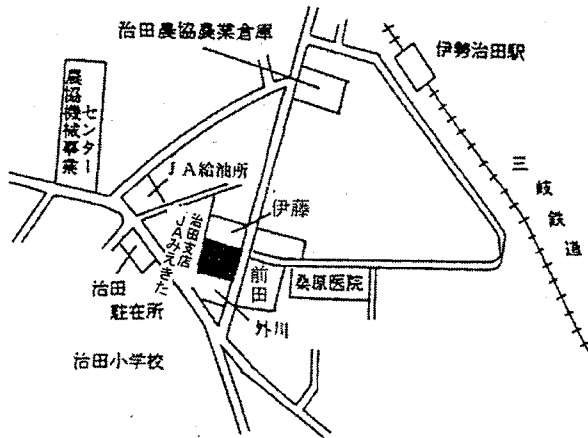 治田農協農業倉庫
伊勢治田駅
農協機械事業
センター
JA給油所
三岐鉄道
伊藤
治田支店
JAみえきた
前田
桑原医院
治田
駐在所
外川
治田小学校